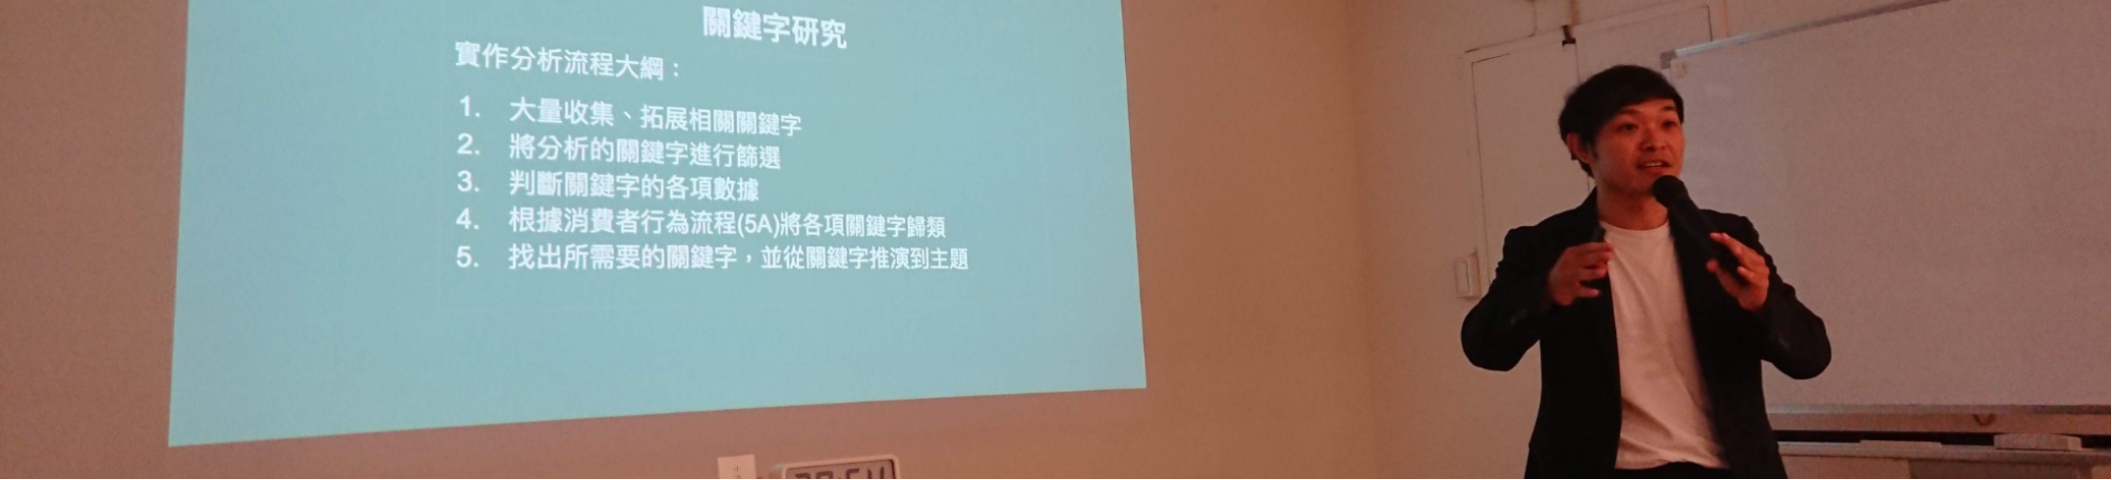 關鍵字研究
實作分析流程大綱：
1. 大量收集、拓展相關關鍵字
2. 將分析的關鍵字進行篩選
3. 判斷關鍵字的各項數據
4. 根據消費者行為流程(5A)將各項關鍵字歸類
5. 找出所需要的關鍵字，並從關鍵字推演到主題